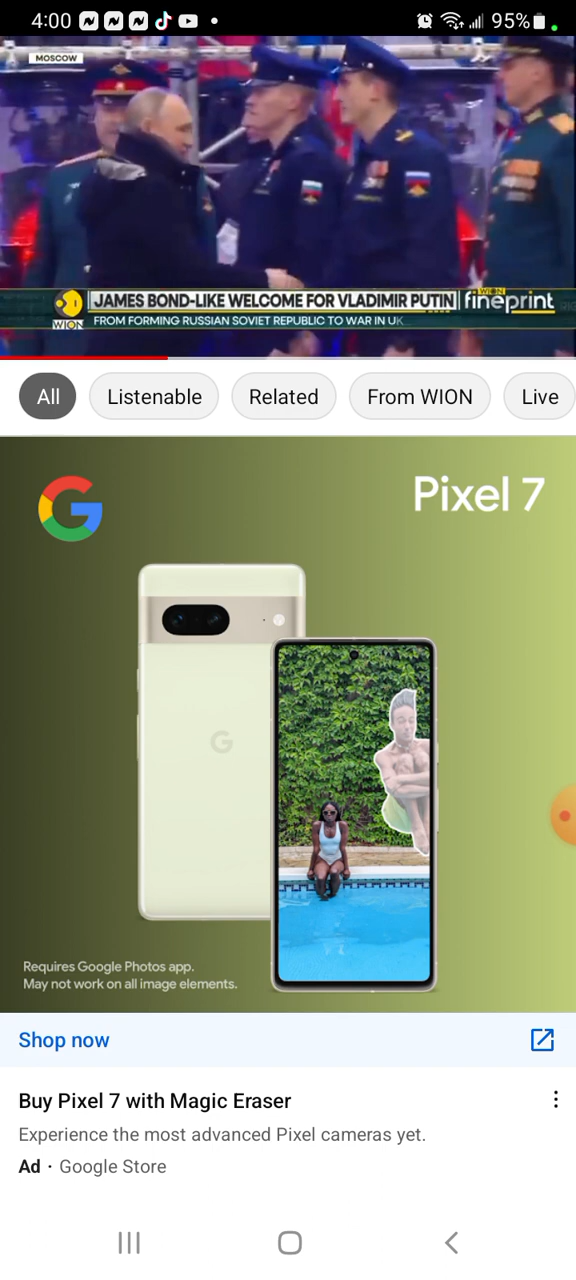 4:00
95%
MOSCOW
JAMES BOND-LIKE WELCOME FOR VLADIMIR PUTIN
WION
fineprint
WION
FROM FORMING RUSSIAN SOVIET REPUBLIC TO WAR IN UK
All
Listenable
Related
From WION
Live
G
Pixel 7
G
Requires Google Photos app.
May not work on all image elements.
Shop now
Buy Pixel 7 with Magic Eraser
Experience the most advanced Pixel cameras yet.
Ad · Google Store